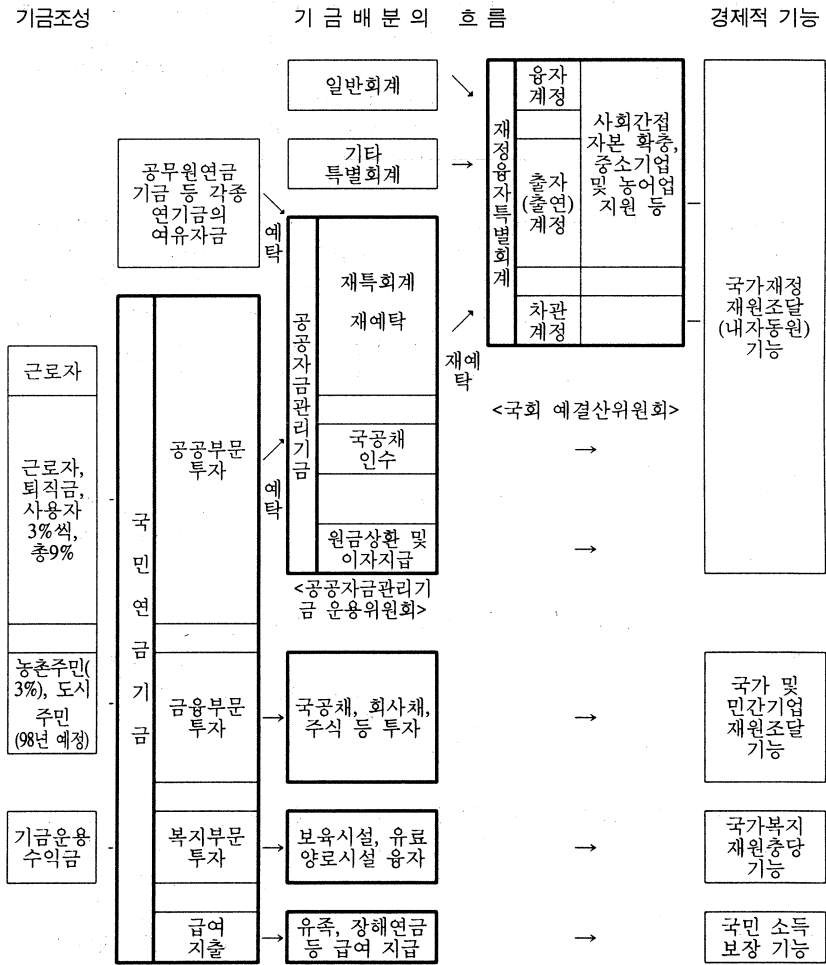 기금조성
기 금 배 분 의 흐 름
경제적 기능
일반회계
기타
특별회계
재정융자특별회계
융자
계정
출자
(출연)
계정
차관
계정
사회간접
자본 확충,
중소기업
및 농어업
지원 등
공무원연금
기금 등 각종
연기금의
여유자금
예탁
공공자금관리기금
재특회계
재예탁
국공채
인수
원금상환 및
이자지급
재예탁
<국회 예결산위원회>
<공공자금관리기
금 운용위원회>
국가재정
재원조달
(내자동원)
기능
근로자
근로자,
퇴직금,
사용자
3%씩,
총9%
농촌주민(
3%), 도시
주민
(98년 예정)
기금운용
수익금
국민연금기금
공공부문
투자
예탁
금융부문
투자
국공채, 회사채,
주식 등 투자
국가 및
민간기업
재원조달
기능
복지부문
투자
보육시설, 유료
양로시설 융자
국가복지
재원충당
기능
급여
지출
유족, 장해연금
등 급여 지급
국민 소득
보장 기능